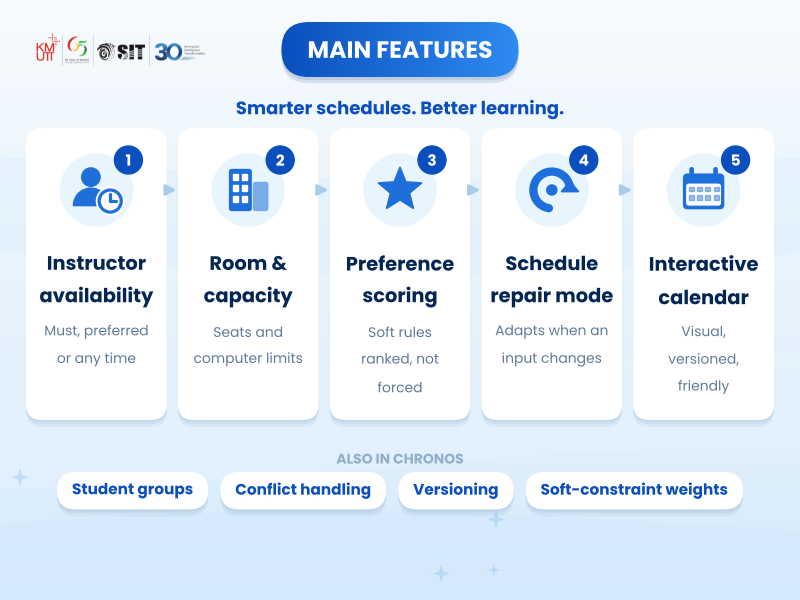 KM
UTT
65
SIT
30
MAIN FEATURES
Smarter schedules. Better learning.
1
2
3
4
5
Instructor
availability
Must, preferred
or any time
Room &
capacity
Seats and
computer limits
Preference
scoring
Soft rules
ranked, not
forced
Schedule
repair mode
Adapts when an
input changes
Interactive
calendar
Visual,
versioned,
friendly
ALSO IN CHRONOS
Student groups
Conflict handling
Versioning
Soft-constraint weights